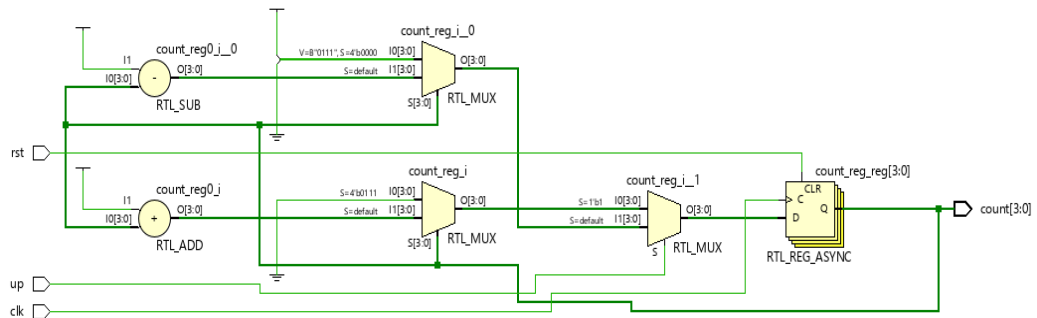 count_reg0_i__0
I1
I0[3:0]
O[3:0]
-
RTL_SUB
count_reg_i__0
V=B"0111", S=4'b0000
I0[3:0]
S=default
I1[3:0]
O[3:0]
S[3:0]
RTL_MUX
rst
count_reg0_i
I1
I0[3:0]
O[3:0]
+
RTL_ADD
count_reg_i
S=4'b0111
I0[3:0]
S=default
I1[3:0]
O[3:0]
S[3:0]
RTL_MUX
count_reg_i__1
S=1'b1
I0[3:0]
S=default
I1[3:0]
O[3:0]
S
RTL_MUX
count_reg_reg[3:0]
CLR
C
D
Q
RTL_REG_ASYNC
count[3:0]
up
clk